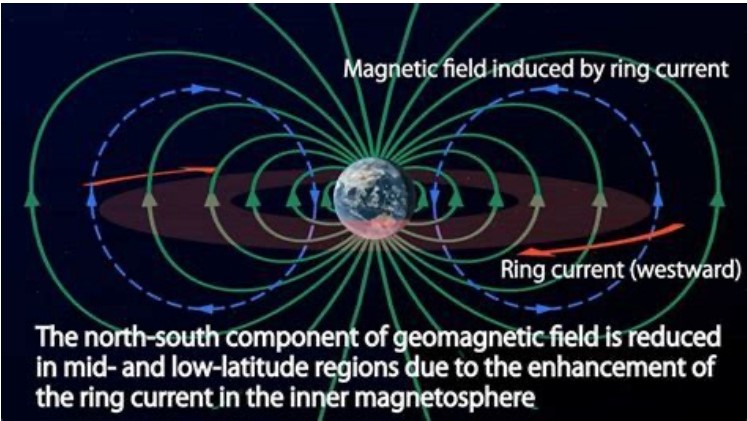 Magnetic field induced by ring current
Ring current (westward)
The north-south component of geomagnetic field is reduced
in mid- and low-latitude regions due to the enhancement of
the ring current in the inner magnetosphere